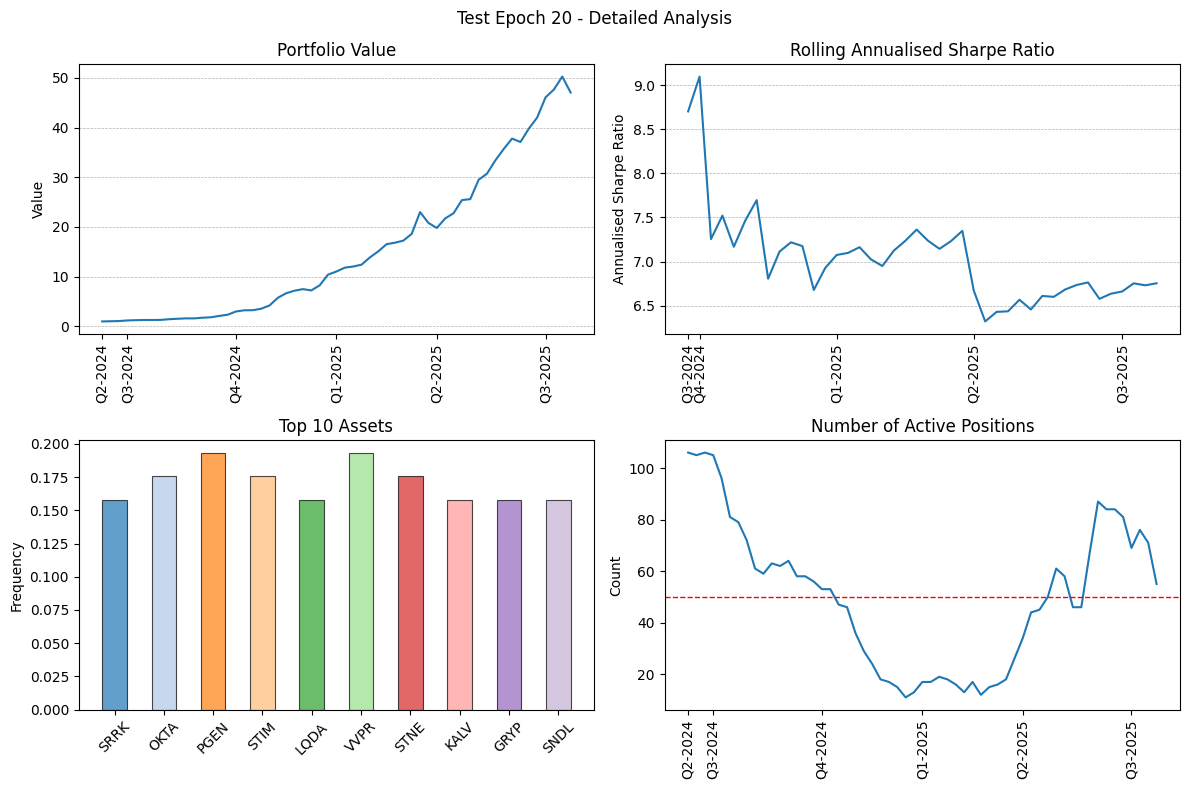 Test Epoch 20 - Detailed Analysis
Portfolio Value
Value
50
40
30
20
10
0
Q2-2024
Q3-2024
Q4-2024
Q1-2025
Q2-2025
Q3-2025
Rolling Annualised Sharpe Ratio
Annualised Sharpe Ratio
9.0
8.5
8.0
7.5
7.0
6.5
Q3-2024
Q4-2024
Q1-2025
Q2-2025
Q3-2025
Top 10 Assets
Frequency
0.200
0.175
0.150
0.125
0.100
0.075
0.050
0.025
0.000
SRRK
OKTA
PGEN
STIM
LQDA
VVPR
STNE
KALV
GRYP
SNDL
Number of Active Positions
Count
100
80
60
40
20
Q2-2024
Q3-2024
Q4-2024
Q1-2025
Q2-2025
Q3-2025